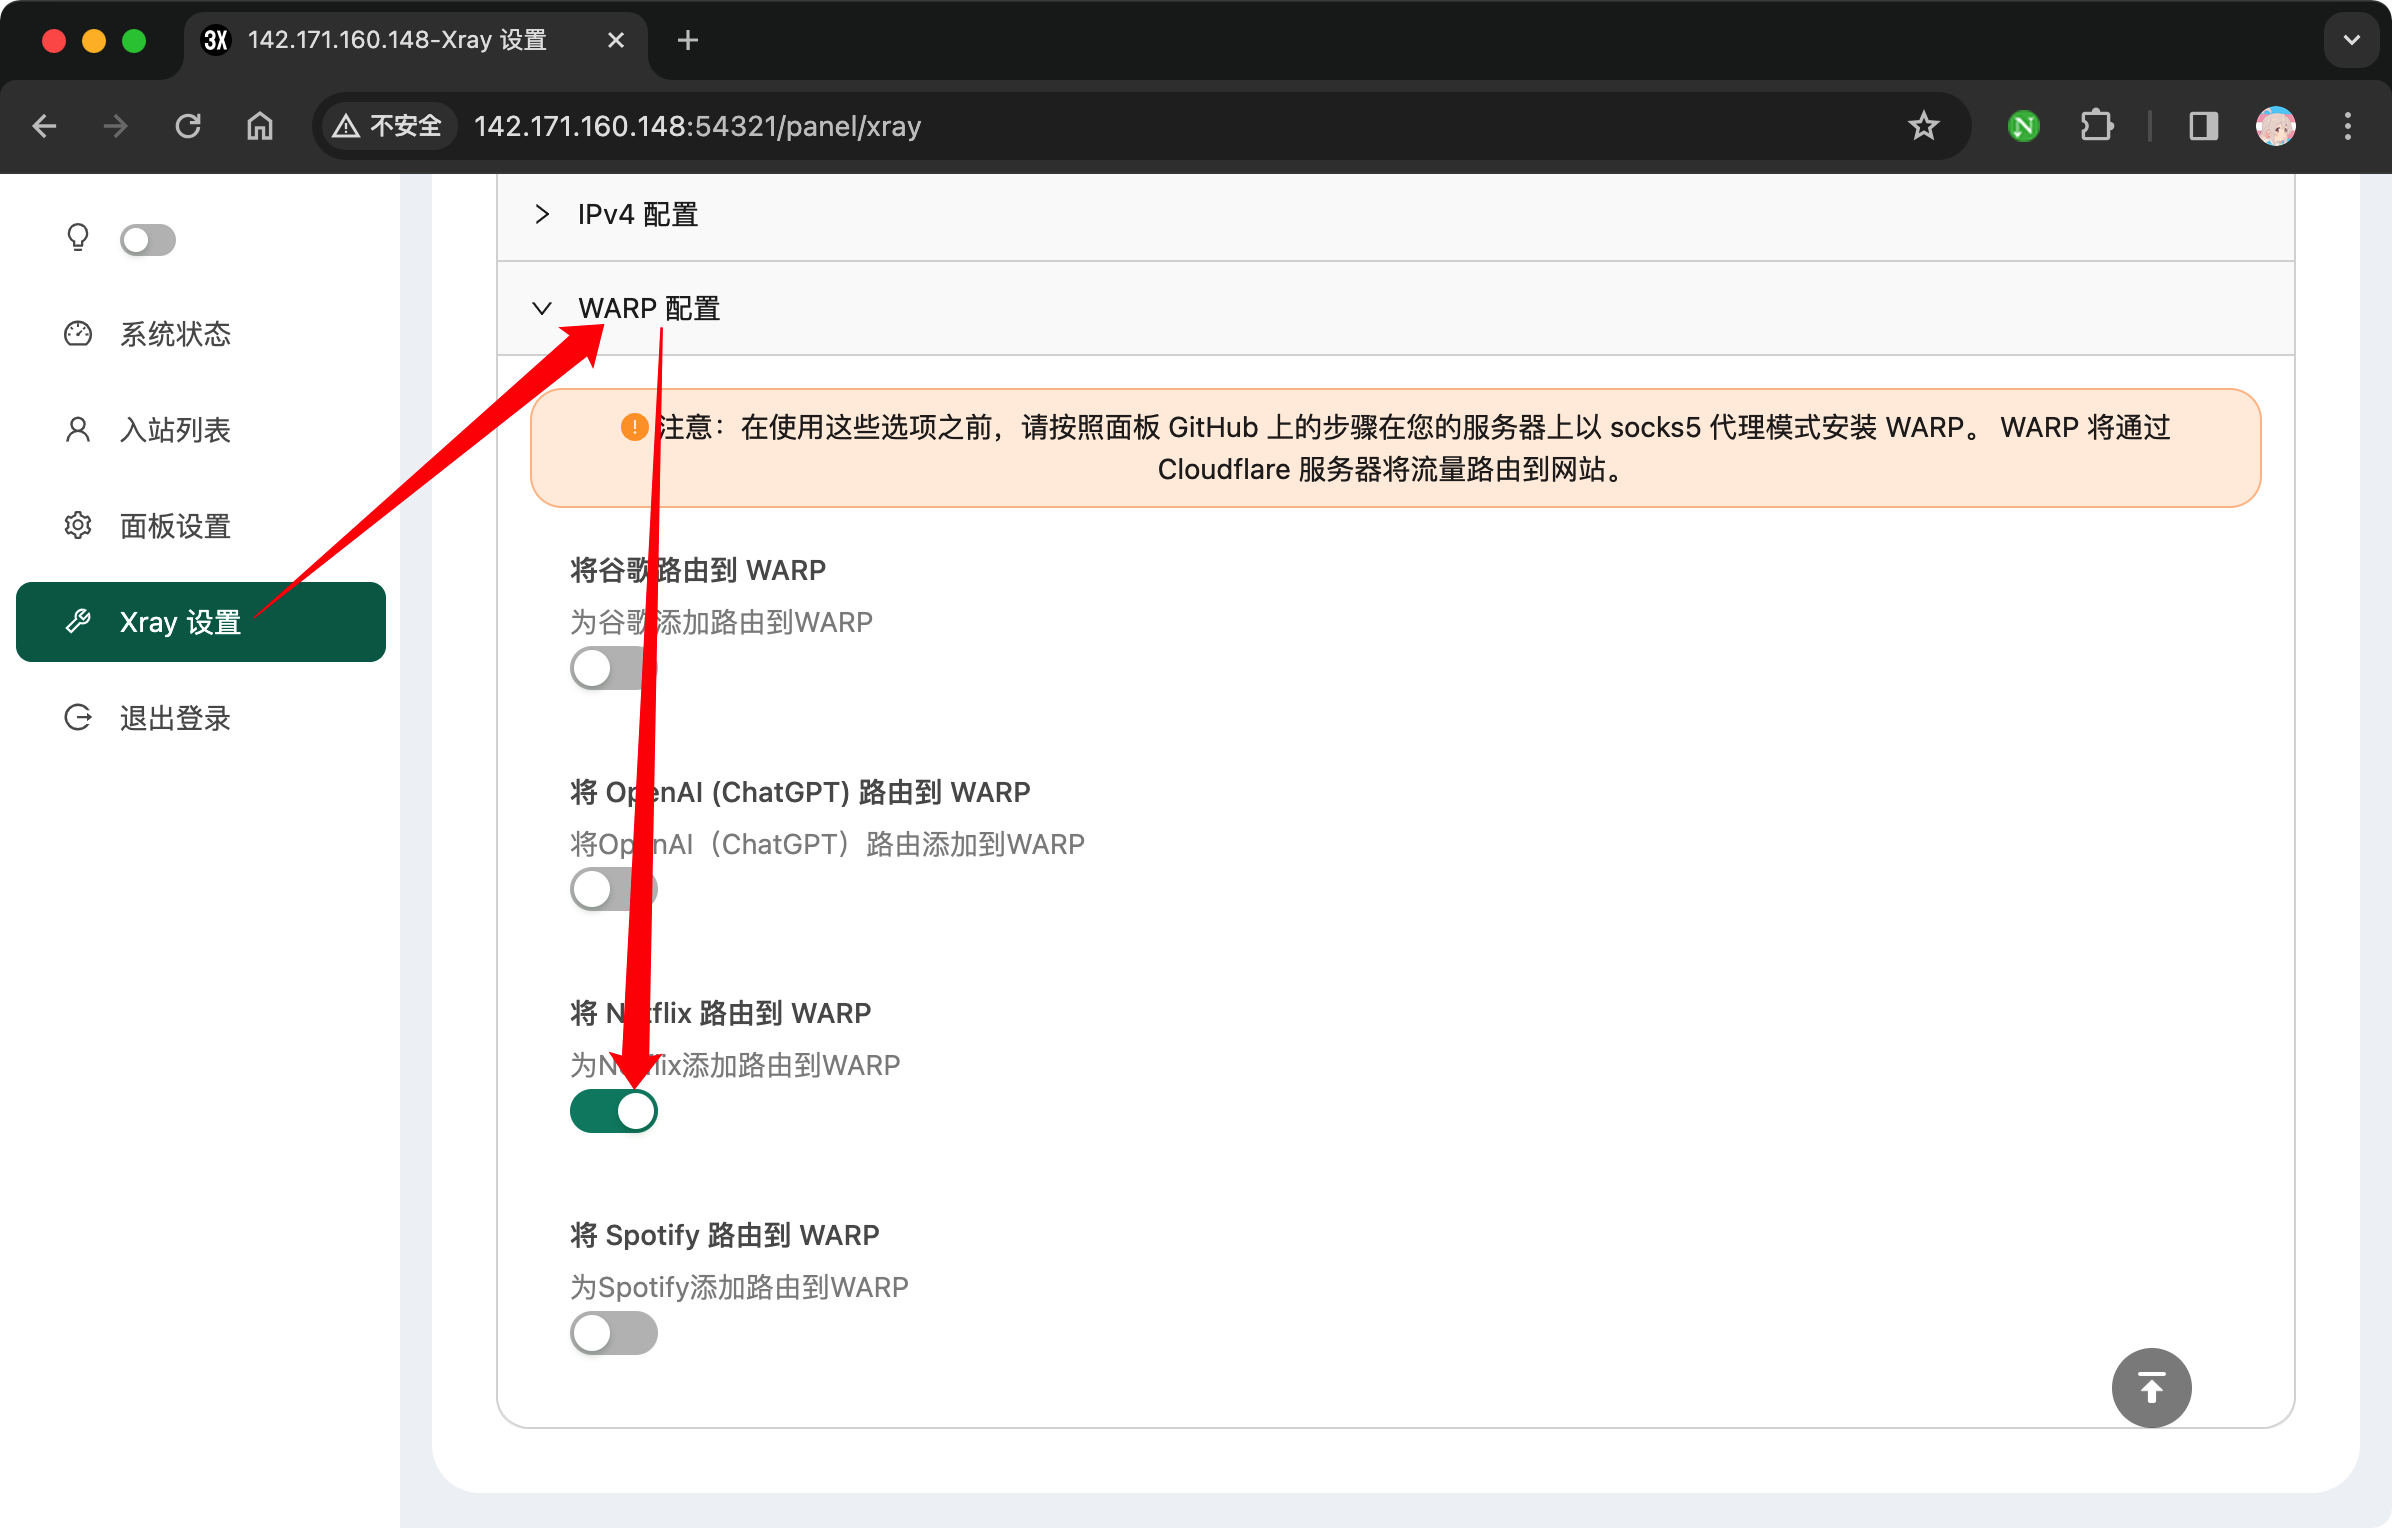 3X 142.171.160.148-Xray 设置
不安全 142.171.160.148:54321/panel/xray
N
系统状态
入站列表
面板设置
Xray 设置
退出登录
IPv4 配置
WARP 配置
注意：在使用这些选项之前，请按照面板 GitHub 上的步骤在您的服务器上以 socks5 代理模式安装 WARP。 WARP 将通过
Cloudflare 服务器将流量路由到网站。
将谷歌路由到 WARP
为谷歌添加路由到WARP
将 OpenAI (ChatGPT) 路由到 WARP
将OpenAI（ChatGPT）路由添加到WARP
将 Netflix 路由到 WARP
为Netflix添加路由到WARP
将 Spotify 路由到 WARP
为Spotify添加路由到WARP